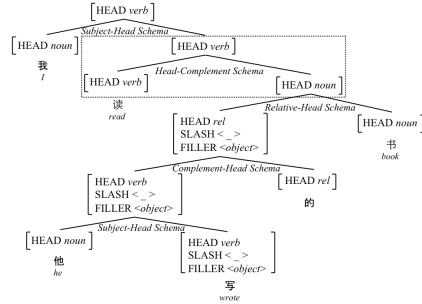 [HEAD verb]
Subject-Head Schema
[HEAD noun]
[HEAD verb]
我
I
Head-Complement Schema
[HEAD verb]
[HEAD noun]
读
read
Relative-Head Schema
HEAD rel
SLASH < _ >
FILLER <object>
[HEAD noun]
书
book
Complement-Head Schema
HEAD verb
SLASH < _ >
FILLER <object>
[HEAD rel]
的
Subject-Head Schema
[HEAD noun]
HEAD verb
SLASH < _ >
FILLER <object>
他
he
写
wrote